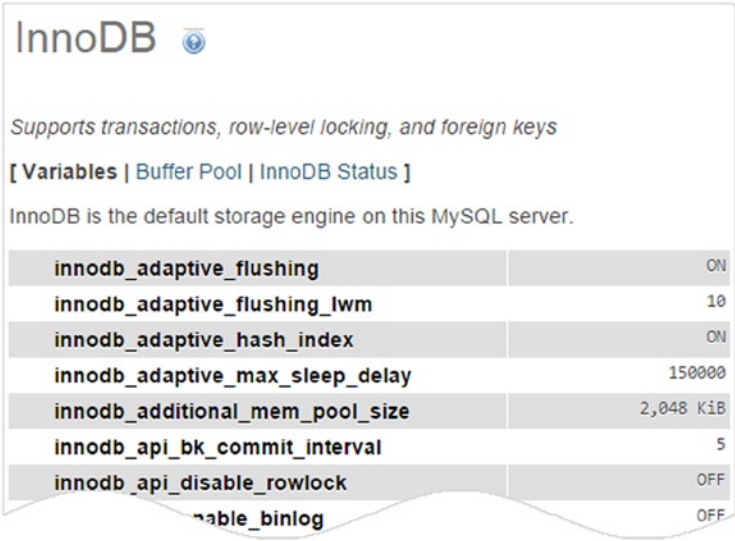 InnoDB
Supports transactions, row-level locking, and foreign keys
[ Variables | Buffer Pool | InnoDB Status ]
InnoDB is the default storage engine on this MySQL server.
innodb_adaptive_flushing ON
innodb_adaptive_flushing_lwm 10
innodb_adaptive_hash_index ON
innodb_adaptive_max_sleep_delay 150000
innodb_additional_mem_pool_size 2,048 KiB
innodb_api_bk_commit_interval 5
innodb_api_disable_rowlock OFF
nable_binlog OFF